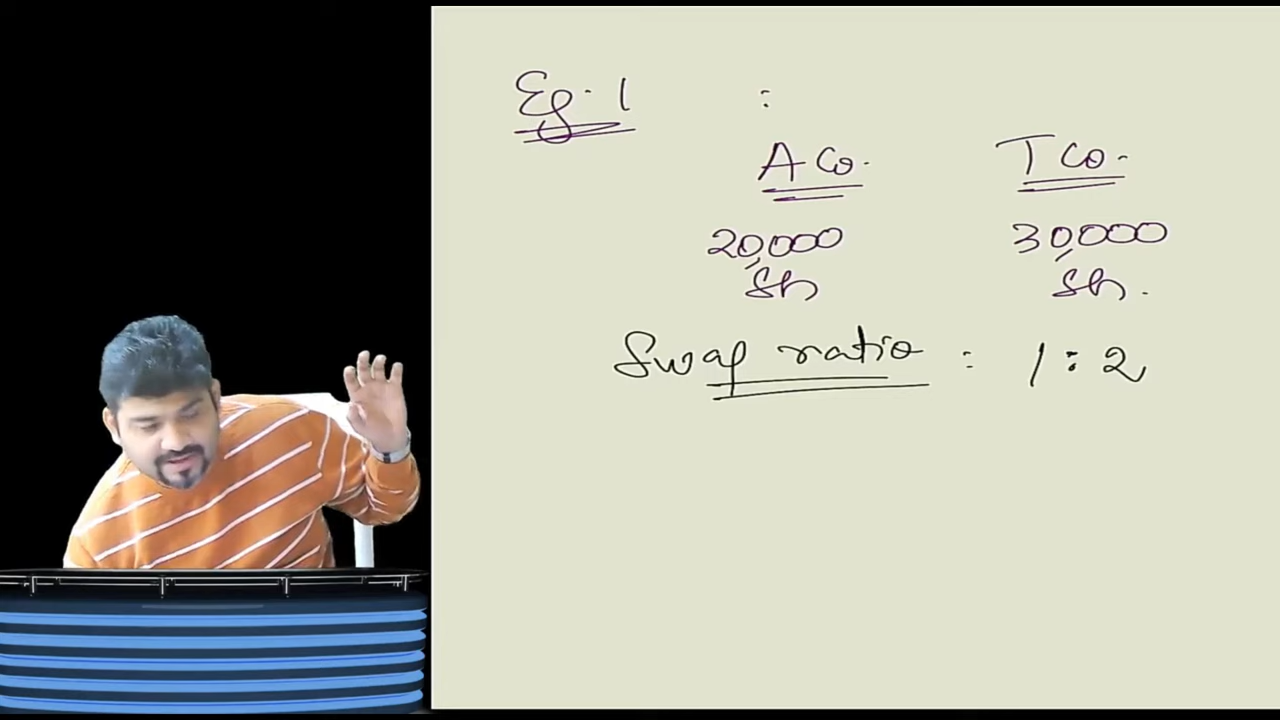 Eg. 1 :
A Co. T Co.
20,000 30,000
Sh Sh.
Swap ratio : 1 : 2